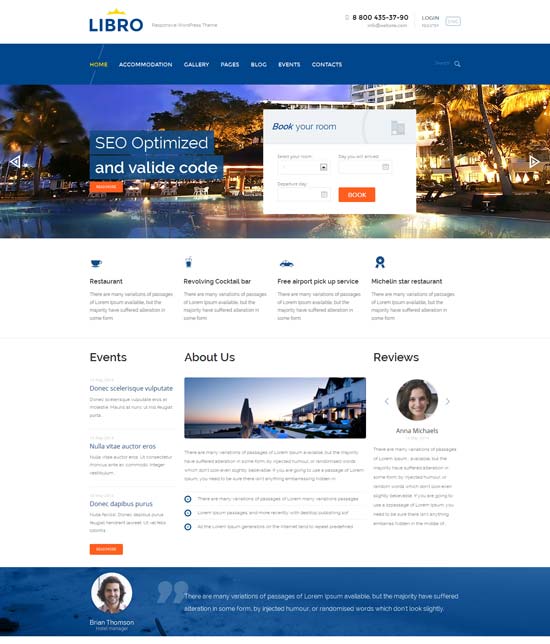 LIBRO
Responsive WordPress Theme
8 800 435-37-90
info@website.com
LOGIN
REGISTER
ENG
HOME
ACCOMMODATION
GALLERY
PAGES
BLOG
EVENTS
CONTACTS
Search
SEO Optimized
and valide code
READ MORE
Book your room
Select your room:
Day you will arrived:
Departure day:
BOOK
Restaurant
There are many variations of passages
of Lorem Ipsum available, but the
majority have suffered alteration in
some form
Revolving Cocktail bar
There are many variations of passages
of Lorem Ipsum available, but the
majority have suffered alteration in
some form
Free airport pick up service
There are many variations of passages
of Lorem Ipsum available, but the
majority have suffered alteration in
some form
Michelin star restaurant
There are many variations of passages
of Lorem Ipsum available, but the
majority have suffered alteration in
some form
Events
Donec scelerisque vulputate
Curabitur consectetur eros et
molestie. Mauris at nunc ut nisi feugiat
porta...
Nulla vitae auctor eros
Nulla vitae eros. In consectetur
rhoncus ante ac commodo. Integer
vestibulum...
Donec dapibus purus
Nulla facilisi. Donec dapibus purus at
hendrerit tincidunt. Ut vel
celeros...
READ MORE
About Us
There are many variations of passages of Lorem Ipsum available, but the majority
have suffered alteration in some form, by injected humour, or randomised words
which don't look even slightly believable. If you are going to use a passage of Lorem
Ipsum, you need to be sure there isn't anything embarrassing hidden in
There are many variations of passages of Lorem many variations passages
Lorem Ipsum passages, and more recently with desktop publishing sof
All the Lorem Ipsum generators on the Internet tend to repeat predefined
Reviews
Anna Michaels
There are many variations of passages
of Lorem Ipsum available, but the
majority have suffered alteration in
some form, by injected humour, or
random words which don't look even
slightly believable. If you are going to
use a passage of Lorem Ipsum, you
need to be sure there isn't anything
hidden in the middle of..
Brian Thomson
Hotel manager
There are many variations of passages of Lorem Ipsum available, but the majority have suffered
alteration in some form, by injected humour, or randomised words which don't look slightly.